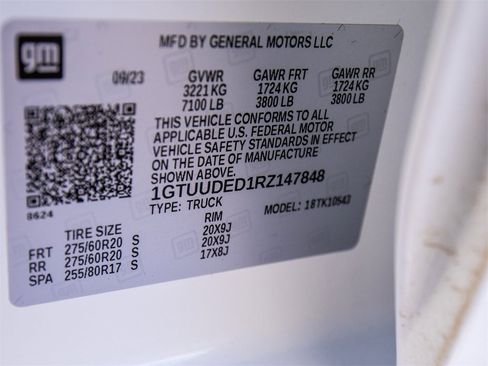 gm
MFD BY GENERAL MOTORS LLC
09/23 GVWR GAWR FRT GAWR RR
3221 KG 1724 KG 1724 KG
7100 LB 3800 LB 3800 LB
THIS VEHICLE CONFORMS TO ALL
APPLICABLE U.S. FEDERAL MOTOR
VEHICLE SAFETY STANDARDS IN EFFECT
ON THE DATE OF MANUFACTURE
SHOWN ABOVE.
1GTUUDED1RZ147848
8624
TYPE: TRUCK MODEL: 18TK10543
TIRE SIZE RIM
FRT 275/60R20 S 20X9J
RR 275/60R20 S 20X9J
SPA 255/80R17 S 17X8J